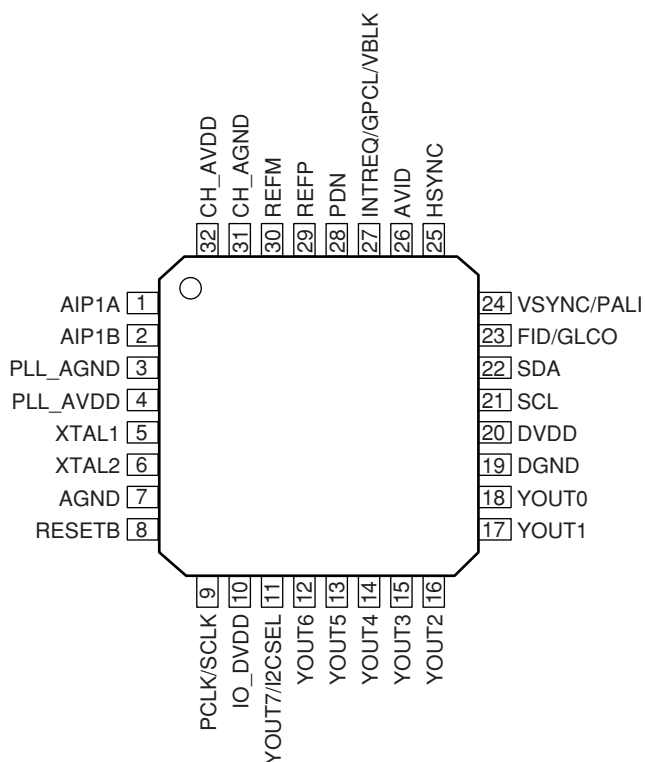 32 CH_AVDD
31 CH_AGND
30 REFM
29 REFP
28 PDN
27 INTREQ/GPCL/VBLK
26 AVID
25 HSYNC
AIP1A 1
AIP1B 2
PLL_AGND 3
PLL_AVDD 4
XTAL1 5
XTAL2 6
AGND 7
RESETB 8
24 VSYNC/PALI
23 FID/GLCO
22 SDA
21 SCL
20 DVDD
19 DGND
18 YOUT0
17 YOUT1
PCLK/SCLK 9
IO_DVDD 10
YOUT7/I2CSEL 11
YOUT6 12
YOUT5 13
YOUT4 14
YOUT3 15
YOUT2 16